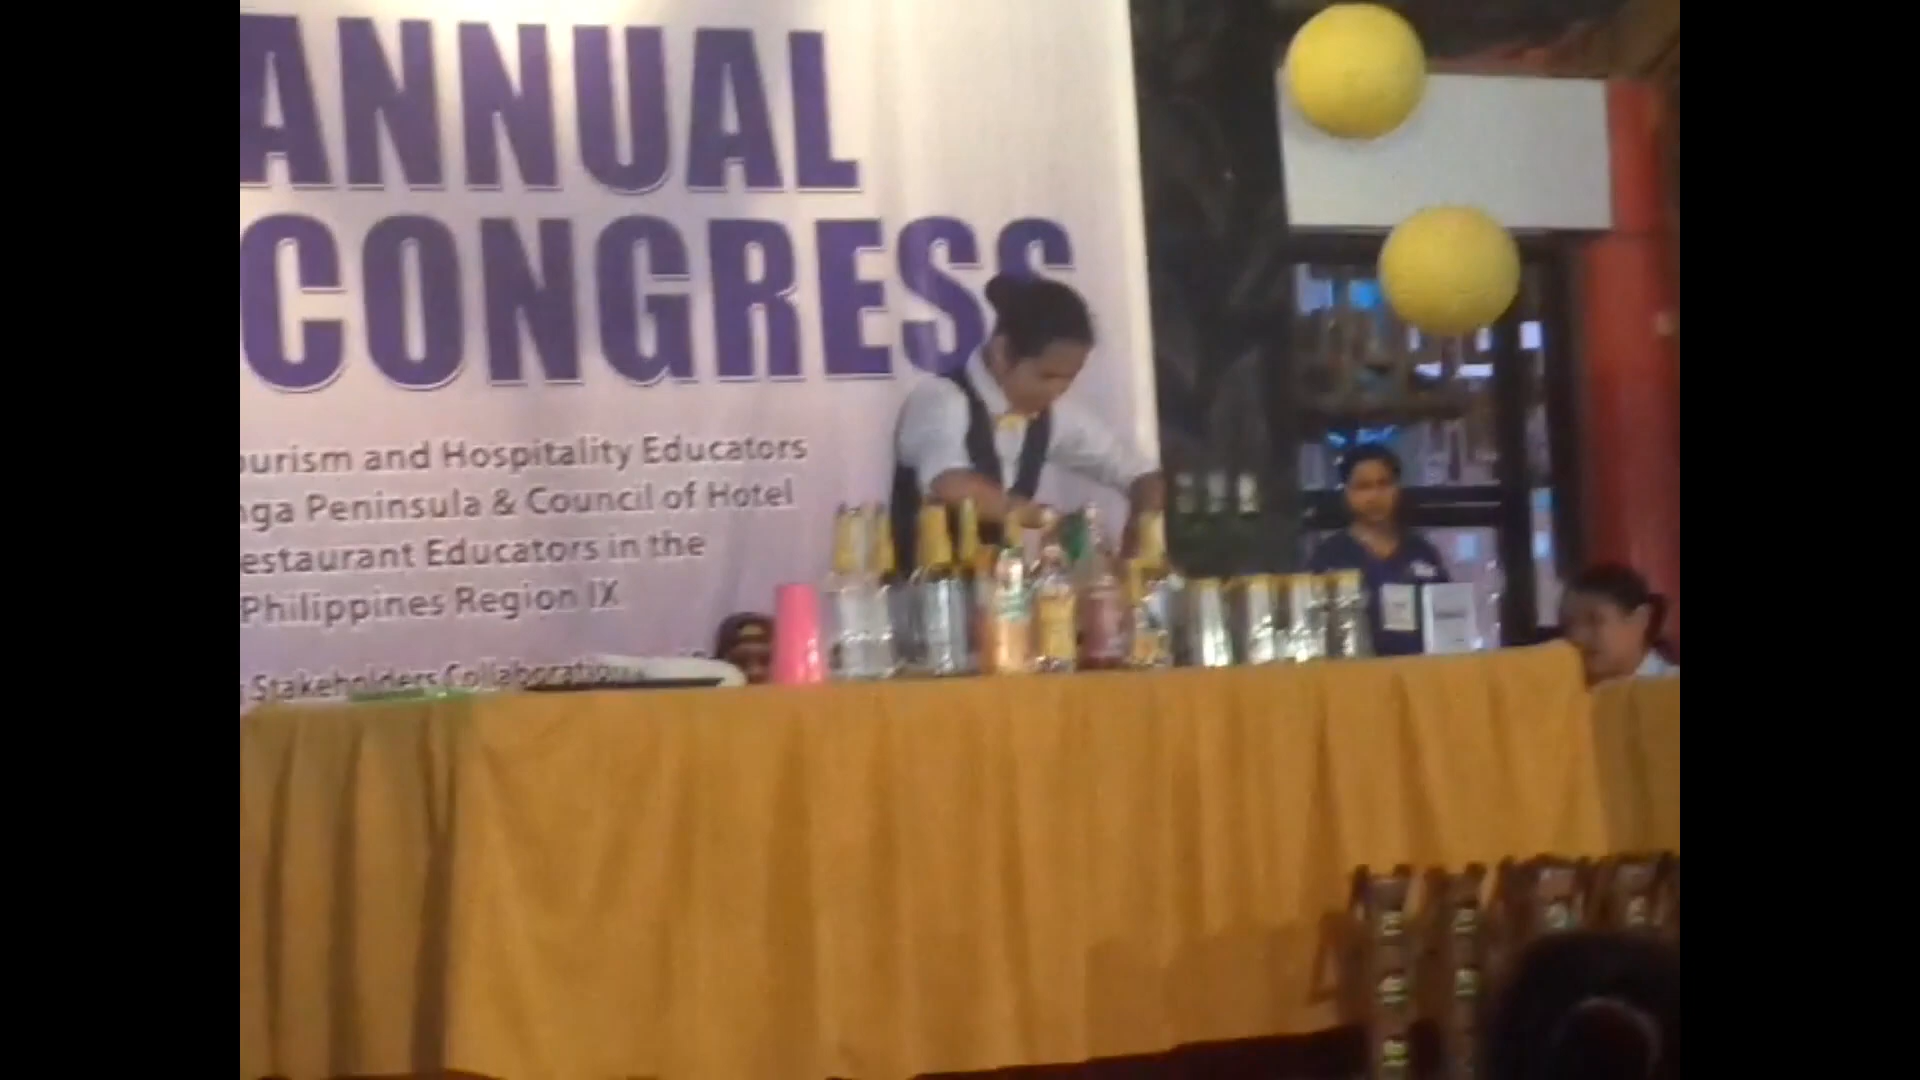 ANNUAL
CONGRESS
ourism and Hospitality Educators
nga Peninsula & Council of Hotel
estaurant Educators in the
Philippines Region IX
Stakeholders Collaboration